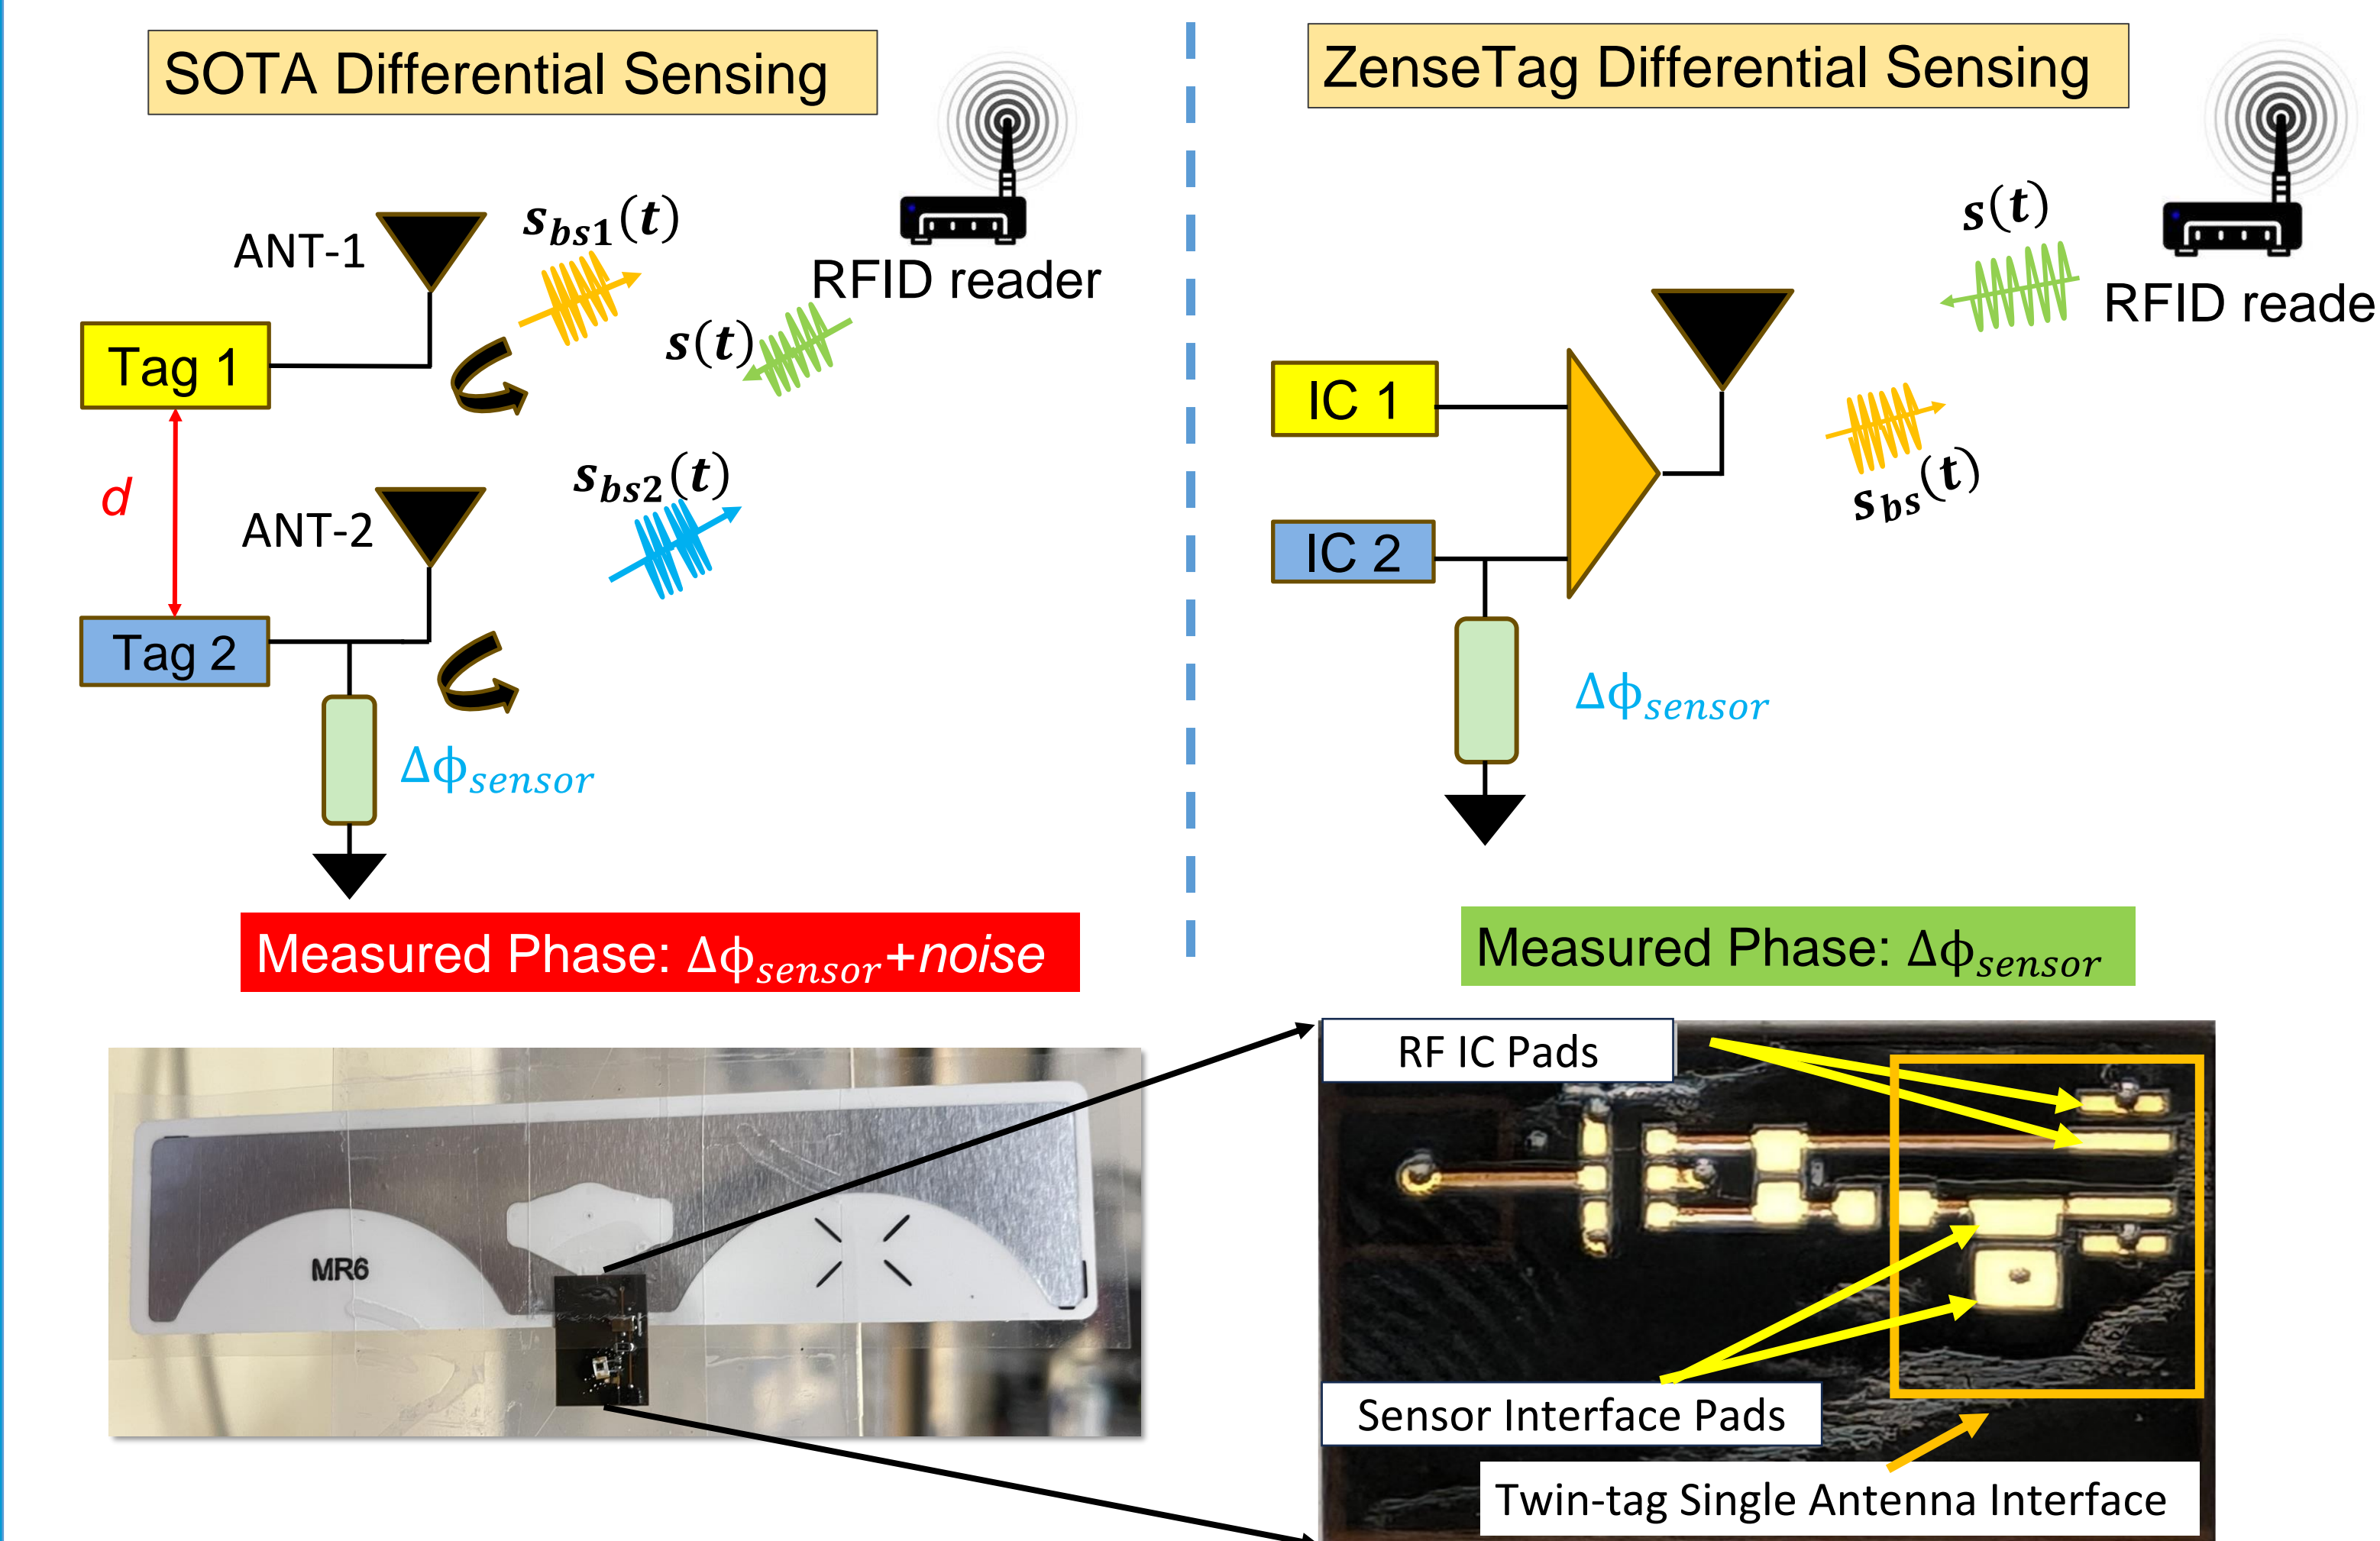 SOTA Differential Sensing
ANT-1
s_bs1(t)
s(t)
RFID reader
Tag 1
d
s_bs2(t)
ANT-2
Tag 2
Δϕ_sensor
Measured Phase: Δϕ_sensor+noise
ZenseTag Differential Sensing
s(t)
RFID reade
IC 1
s_bs(t)
IC 2
Δϕ_sensor
Measured Phase: Δϕ_sensor
MR6
RF IC Pads
Sensor Interface Pads
Twin-tag Single Antenna Interface